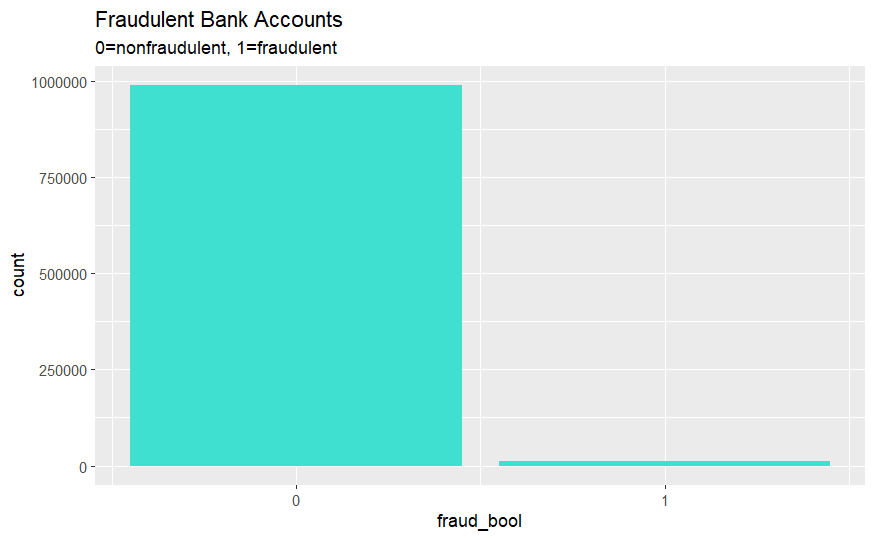 Fraudulent Bank Accounts
0=nonfraudulent, 1=fraudulent
1000000
750000
500000
250000
0
count
0 1
fraud_bool